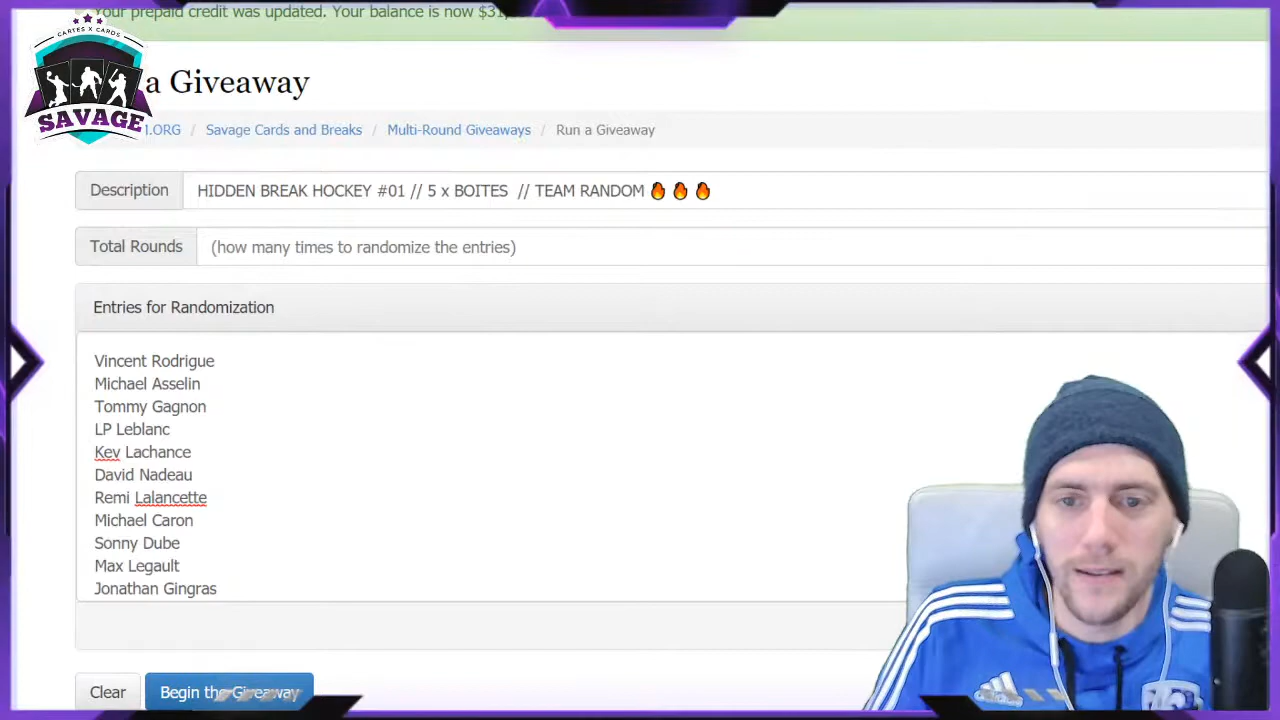 Your prepaid credit was updated. Your balance is now $31,
CARTES X CARDS
SAVAGE
a Giveaway
.ORG / Savage Cards and Breaks / Multi-Round Giveaways / Run a Giveaway
Description HIDDEN BREAK HOCKEY #01 // 5 x BOITES // TEAM RANDOM 🔥 🔥 🔥
Total Rounds (how many times to randomize the entries)
Entries for Randomization
Vincent Rodrigue
Michael Asselin
Tommy Gagnon
LP Leblanc
Kev Lachance
David Nadeau
Remi Lalancette
Michael Caron
Sonny Dube
Max Legault
Jonathan Gingras
Clear Begin the Giveaway